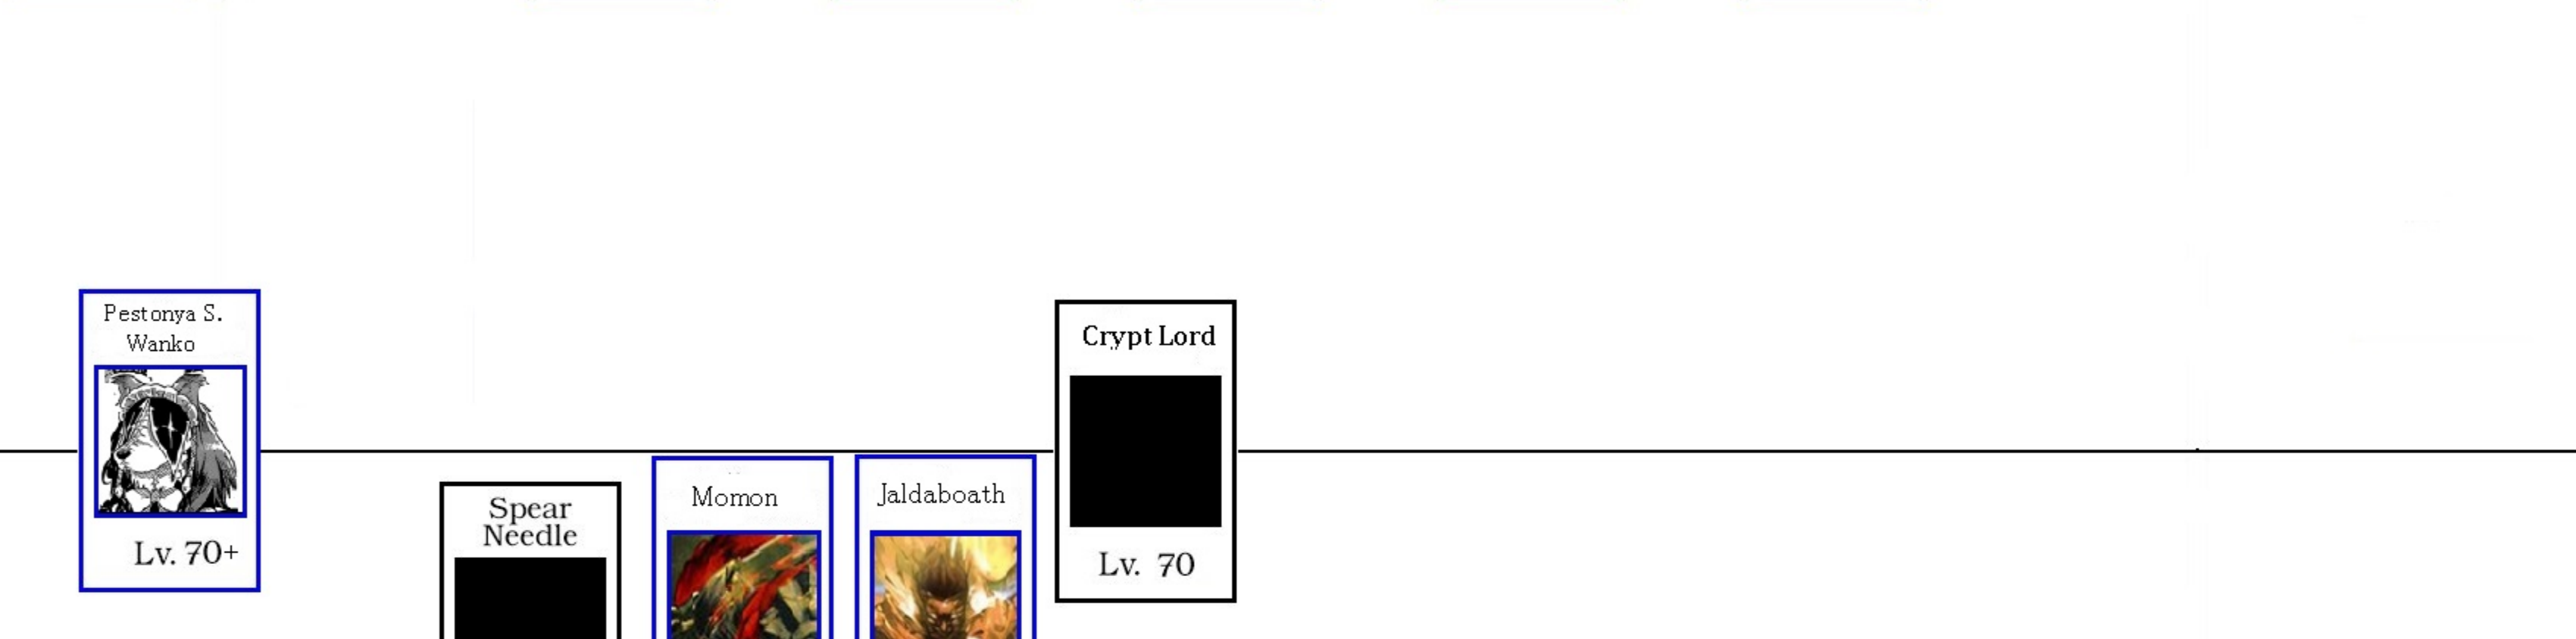 Pestonya S.
Wanko
Lv. 70+
Spear
Needle
Momon
Jaldaboath
Crypt Lord
Lv. 70